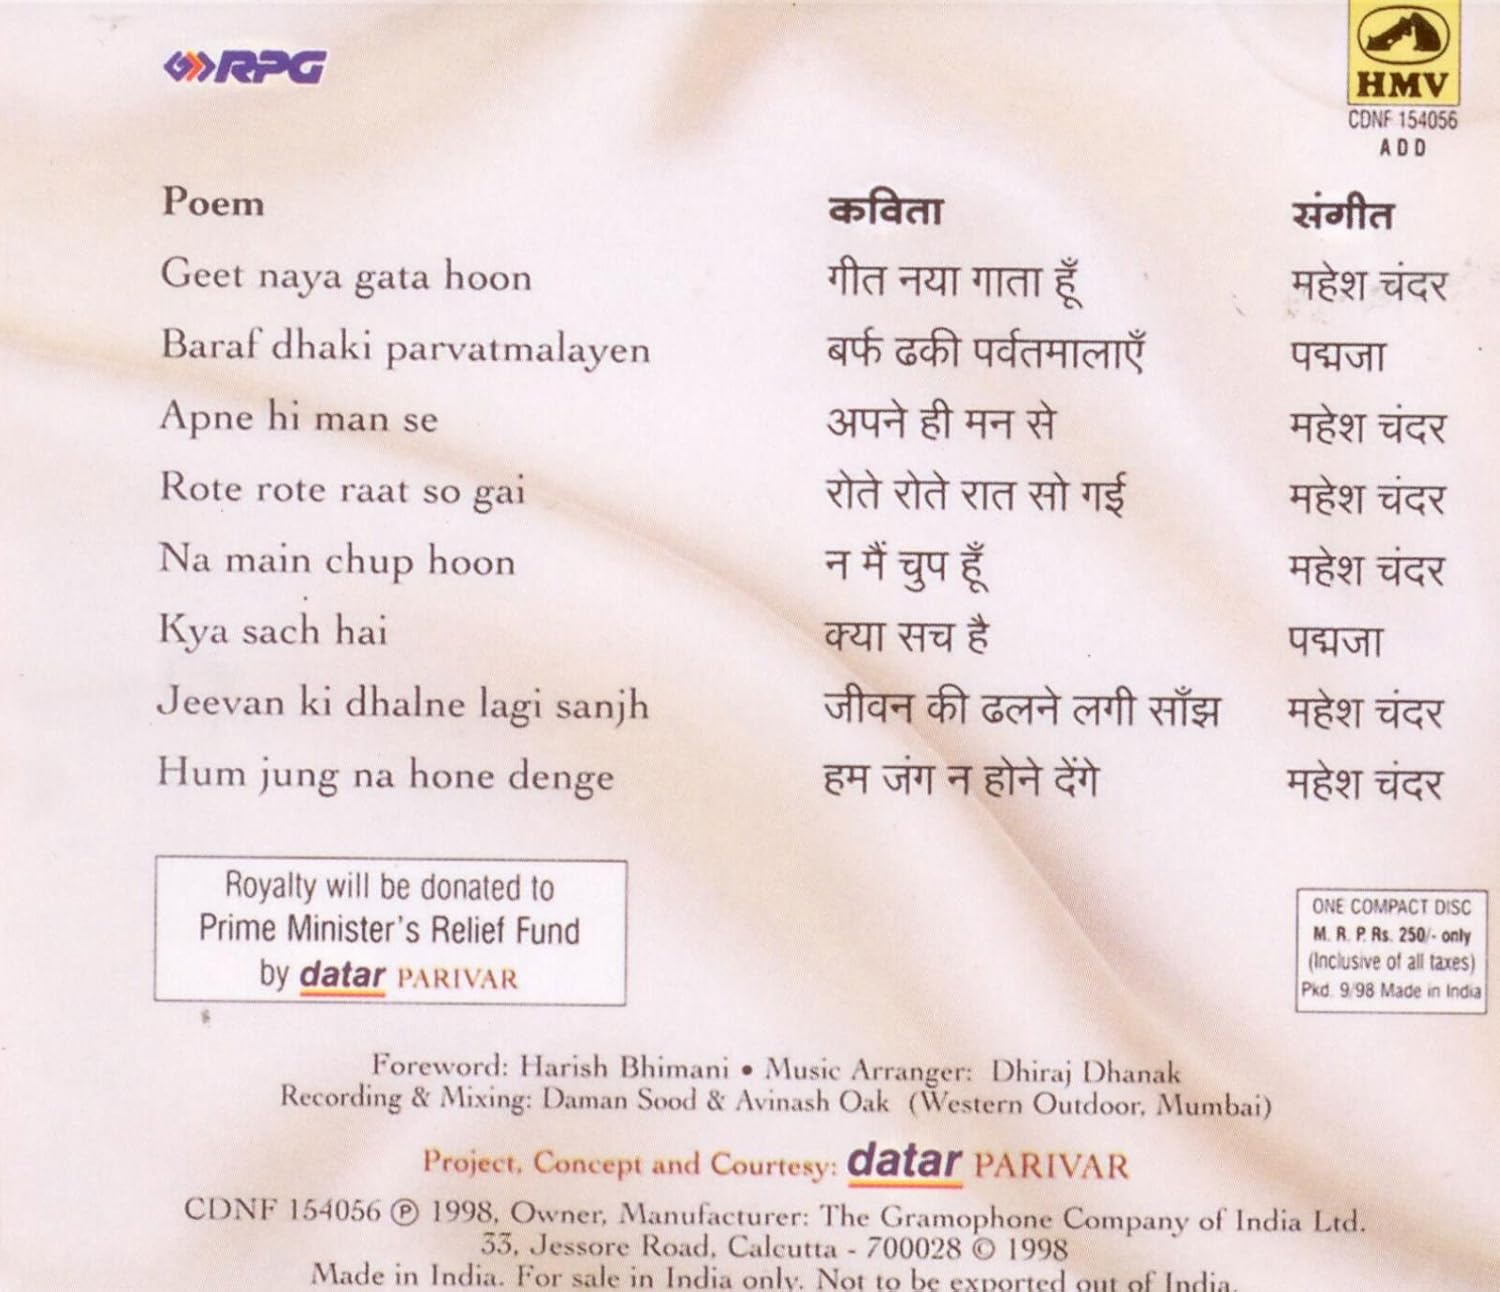 RPG
HMV
CDNF 154056
ADD
Poem कविता संगीत
Geet naya gata hoon गीत नया गाता हूँ महेश चंदर
Baraf dhaki parvatmalayen बर्फ ढकी पर्वतमालाएँ पद्मजा
Apne hi man se अपने ही मन से महेश चंदर
Rote rote raat so gai रोते रोते रात सो गई महेश चंदर
Na main chup hoon न मैं चुप हूँ महेश चंदर
Kya sach hai क्या सच है पद्मजा
Jeevan ki dhalne lagi sanjh जीवन की ढलने लगी साँझ महेश चंदर
Hum jung na hone denge हम जंग न होने देंगे महेश चंदर
Royalty will be donated to
Prime Minister's Relief Fund
by datar PARIVAR
ONE COMPACT DISC
M. R. P. Rs. 250/- only
(Inclusive of all taxes)
Pkd. 9/98 Made in India
Foreword: Harish Bhimani • Music Arranger: Dhiraj Dhanak
Recording & Mixing: Daman Sood & Avinash Oak (Western Outdoor, Mumbai)
Project, Concept and Courtesy: datar PARIVAR
CDNF 154056 ℗ 1998, Owner, Manufacturer: The Gramophone Company of India Ltd.
33, Jessore Road, Calcutta - 700028 © 1998
Made in India. For sale in India only. Not to be exported out of India.